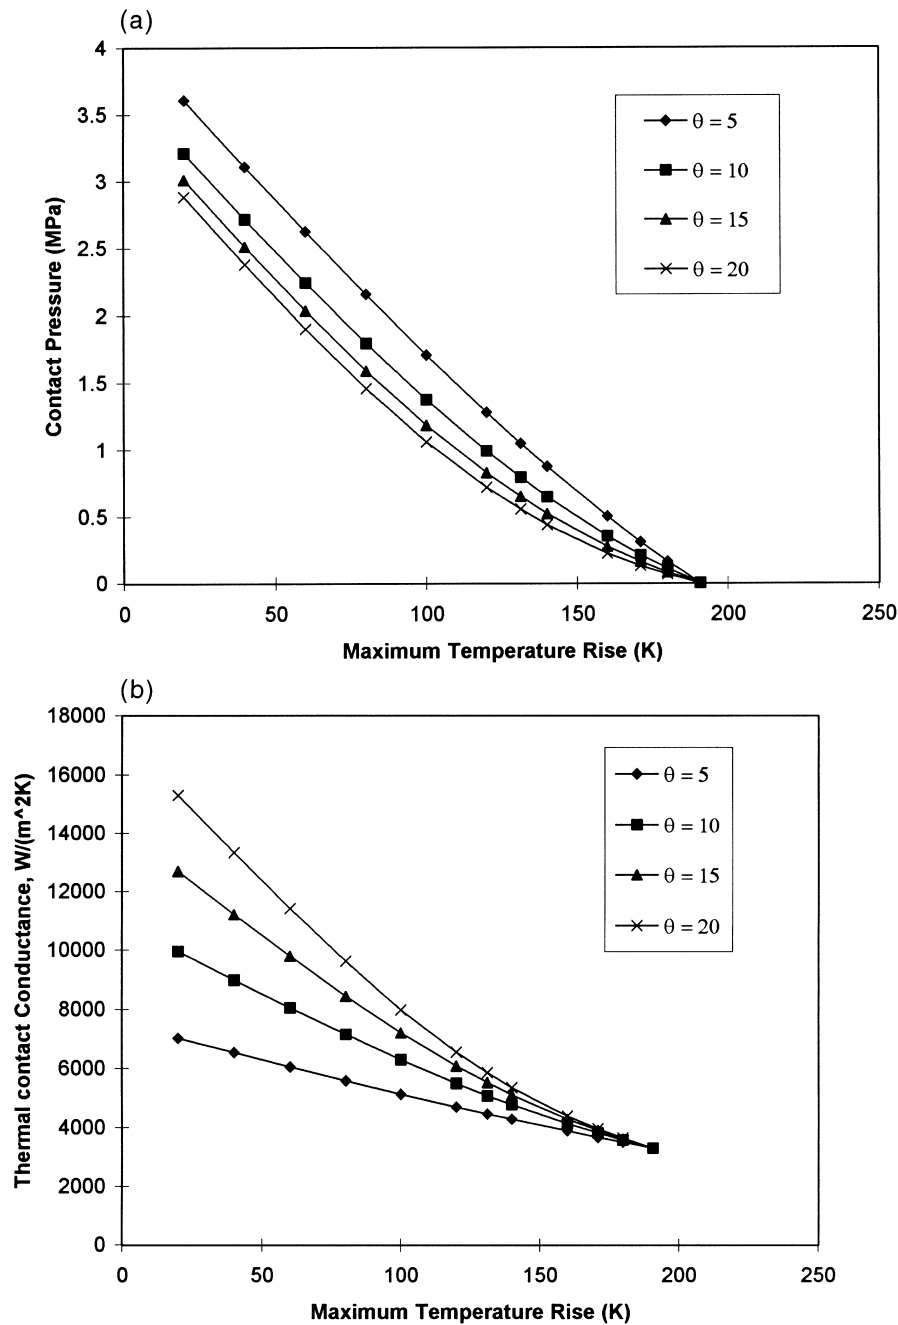 (a)
4
3.5
3
2.5
2
1.5
1
0.5
0
Contact Pressure (MPa)
θ = 5
θ = 10
θ = 15
θ = 20
0 50 100 150 200 250
Maximum Temperature Rise (K)
(b)
18000
16000
14000
12000
10000
8000
6000
4000
2000
0
Thermal contact Conductance, W/(m^2K)
θ = 5
θ = 10
θ = 15
θ = 20
0 50 100 150 200 250
Maximum Temperature Rise (K)